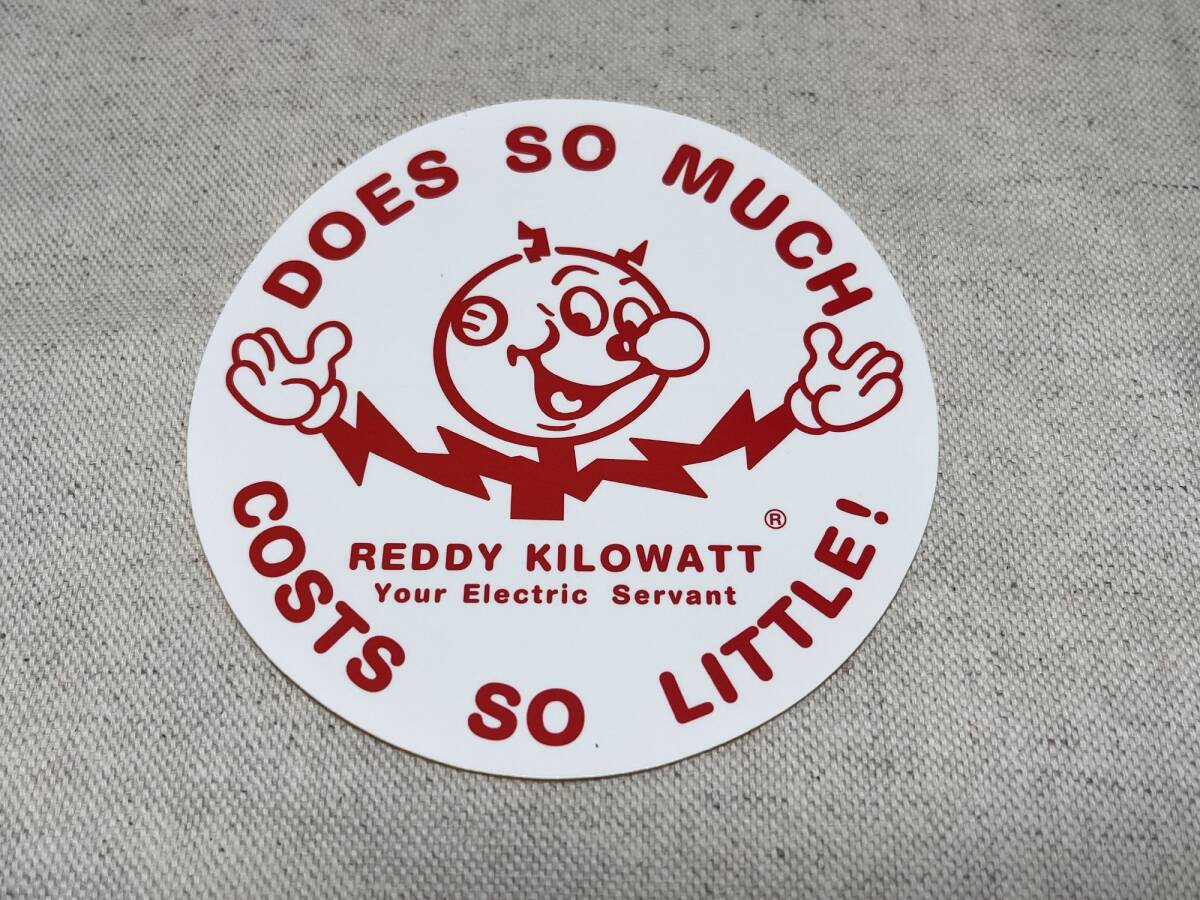 DOES SO MUCH
®
REDDY KILOWATT
Your Electric Servant
COSTS SO LITTLE!